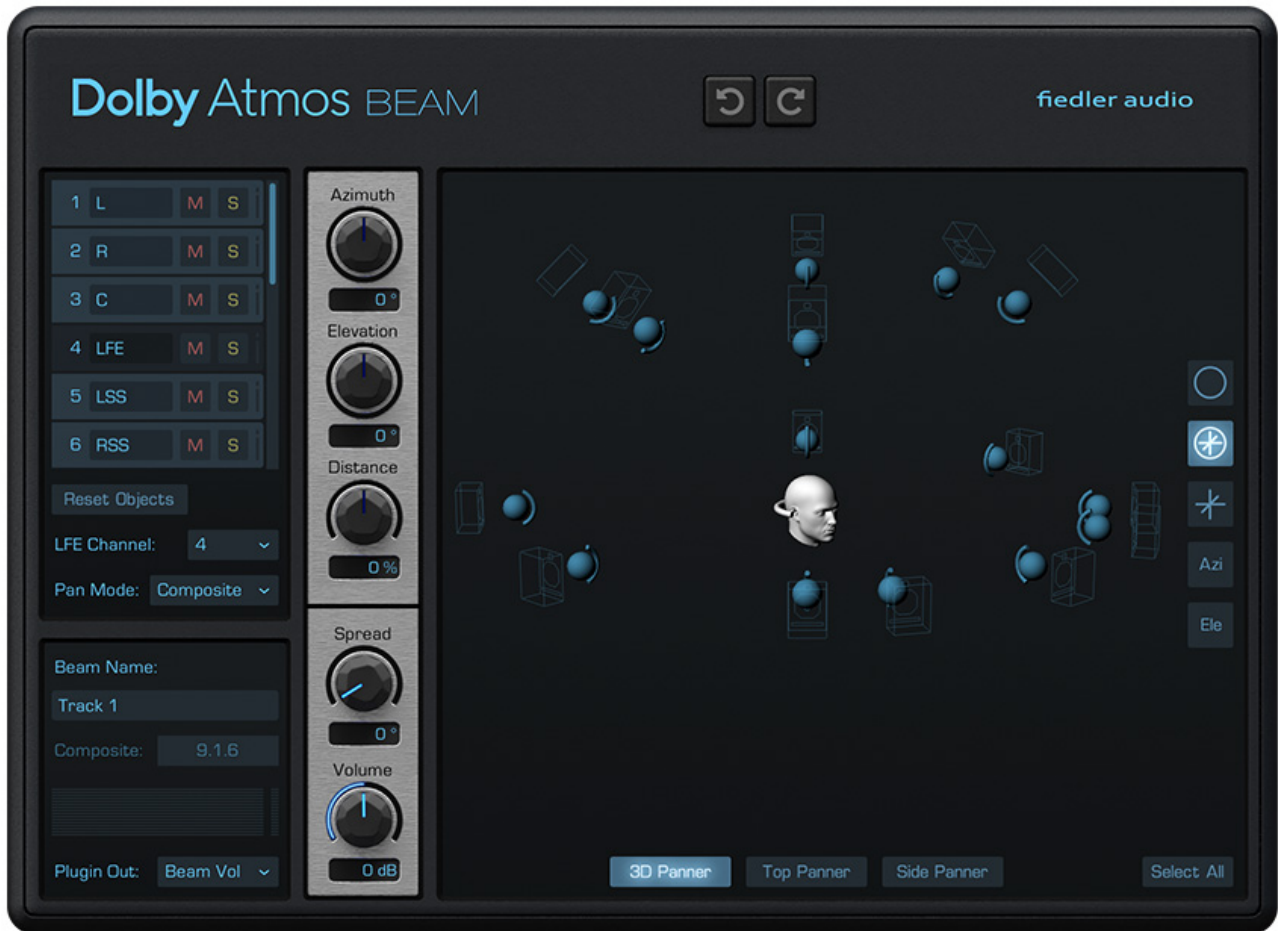 Dolby Atmos BEAM
fiedler audio
1 L M S
2 R M S
3 C M S
4 LFE M S
5 LSS M S
6 RSS M S
Reset Objects
LFE Channel: 4
Pan Mode: Composite
Beam Name:
Track 1
Composite: 9.1.6
Plugin Out: Beam Vol
Azimuth
0 °
Elevation
0 °
Distance
0 %
Spread
0 °
Volume
0 dB
Azi
Ele
3D Panner Top Panner Side Panner Select All